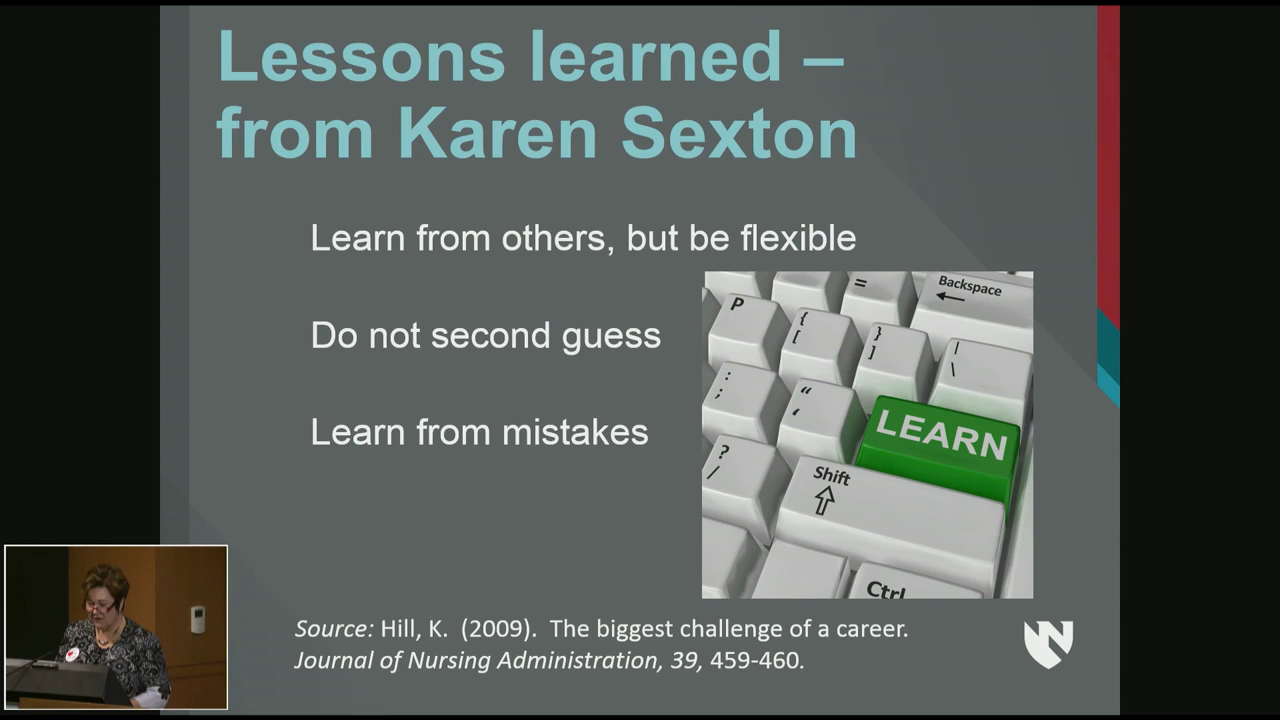 Lessons learned –
from Karen Sexton
Learn from others, but be flexible
Do not second guess
Learn from mistakes
=
Backspace
P
{
[
}
]
|
\
:
;
“
‘
LEARN
?
/
Shift
Ctrl
Source: Hill, K. (2009). The biggest challenge of a career.
Journal of Nursing Administration, 39, 459-460.
N